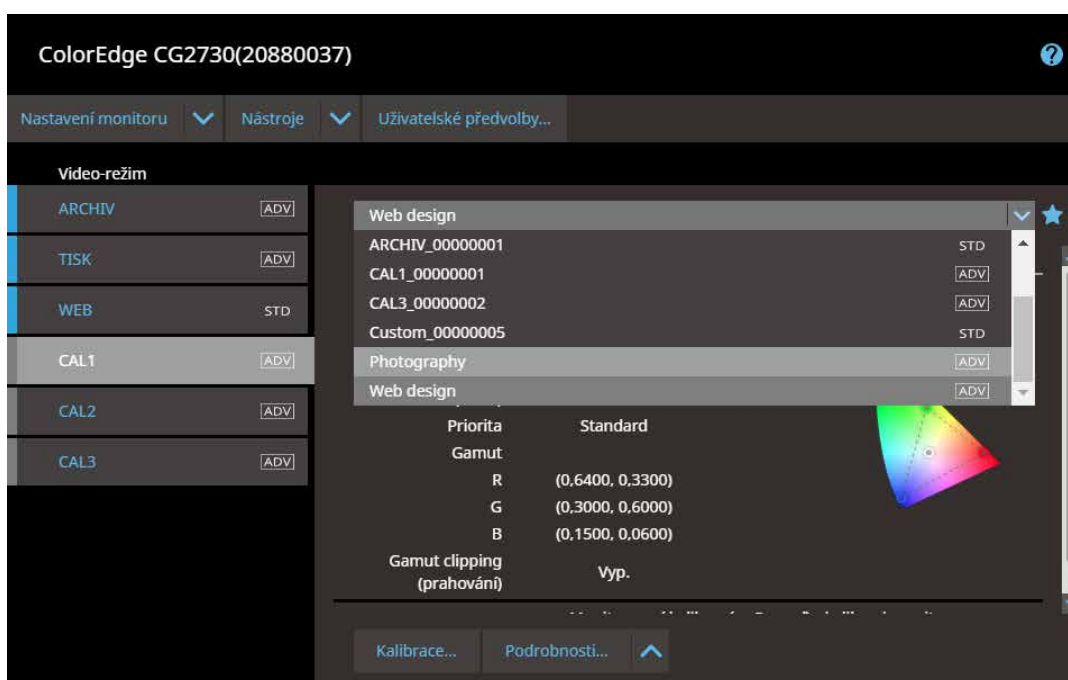 ColorEdge CG2730(20880037)
Nastavení monitoru Nástroje Uživatelské předvolby...
Video-režim
ARCHIV ADV
TISK ADV
WEB STD
CAL1 ADV
CAL2 ADV
CAL3 ADV
Web design
ARCHIV_00000001 STD
CAL1_00000001 ADV
CAL3_00000002 ADV
Custom_00000005 STD
Photography ADV
Web design ADV
Priorita Standard
Gamut
R (0,6400, 0,3300)
G (0,3000, 0,6000)
B (0,1500, 0,0600)
Gamut clipping
(prahování) Vyp.
Kalibrace... Podrobnosti...